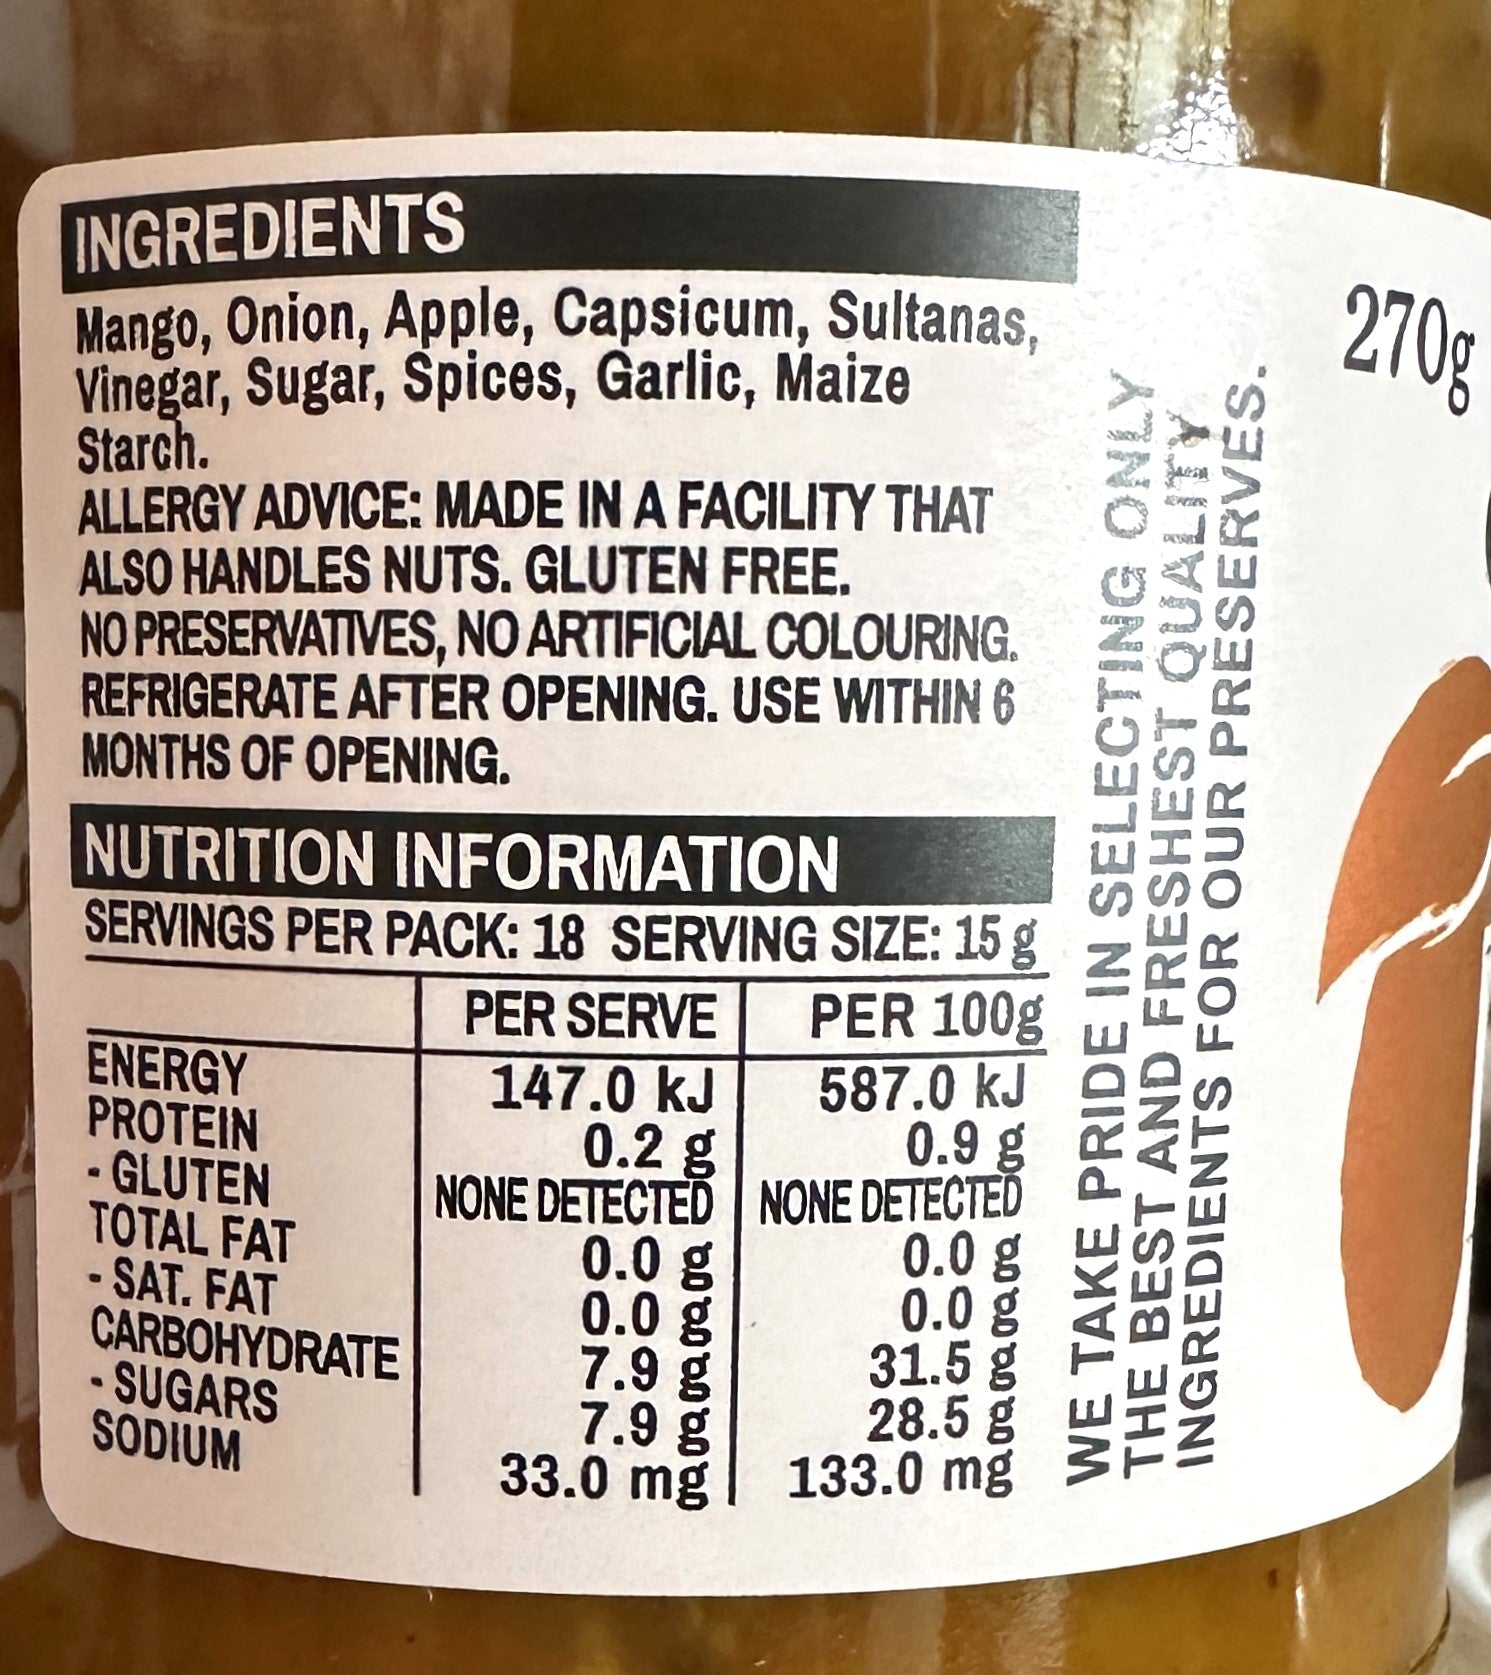 INGREDIENTS
Mango, Onion, Apple, Capsicum, Sultanas,
Vinegar, Sugar, Spices, Garlic, Maize
Starch.
ALLERGY ADVICE: MADE IN A FACILITY THAT
ALSO HANDLES NUTS. GLUTEN FREE.
NO PRESERVATIVES, NO ARTIFICIAL COLOURING.
REFRIGERATE AFTER OPENING. USE WITHIN 6
MONTHS OF OPENING.
NUTRITION INFORMATION
SERVINGS PER PACK: 18 SERVING SIZE: 15 g
PER SERVE PER 100g
ENERGY 147.0 kJ 587.0 kJ
PROTEIN 0.2 g 0.9 g
- GLUTEN NONE DETECTED NONE DETECTED
TOTAL FAT 0.0 g 0.0 g
- SAT. FAT 0.0 g 0.0 g
CARBOHYDRATE 7.9 g 31.5 g
- SUGARS 7.9 g 28.5 g
SODIUM 33.0 mg 133.0 mg
WE TAKE PRIDE IN SELECTING ONLY
THE BEST AND FRESHEST QUALITY
INGREDIENTS FOR OUR PRESERVES.
270g